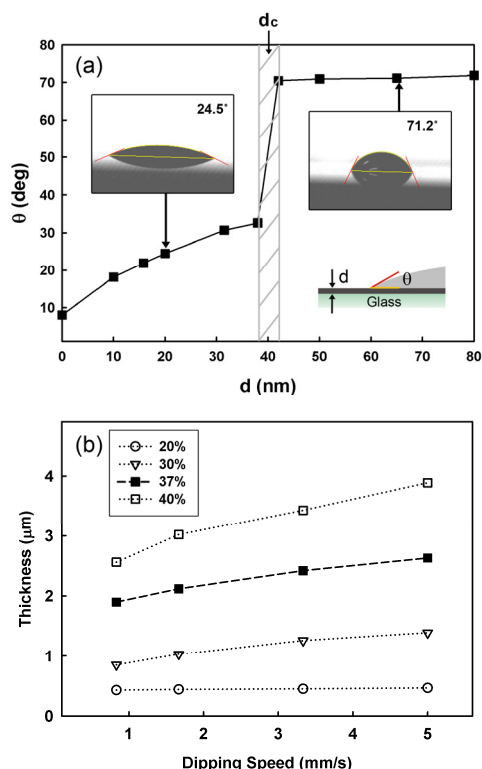 dc
(a)
80
70
60
50
40
30
20
10
θ (deg)
24.5°
71.2°
d
θ
Glass
0 10 20 30 40 50 60 70 80
d (nm)
(b)
20%
30%
37%
40%
4
3
2
1
0
Thickness (μm)
1 2 3 4 5
Dipping Speed (mm/s)